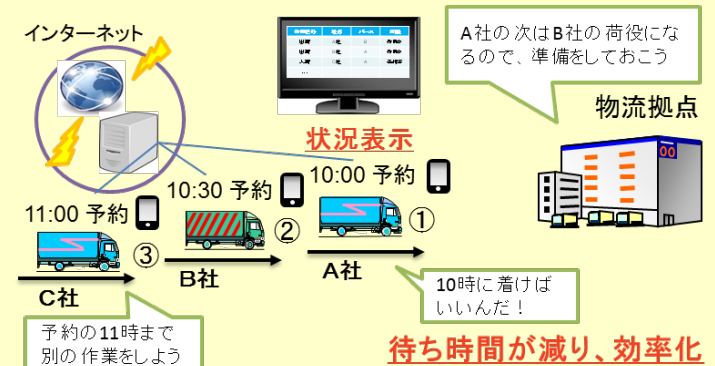 インターネット
A社の次はB社の荷役にな
るので、準備をしておこう
物流拠点
状況表示
10:00 予約
10:30 予約
11:00 予約
①
②
③
A社
B社
C社
10時に着けば
いいんだ！
予約の11時まで
別の作業をしよう
待ち時間が減り、効率化